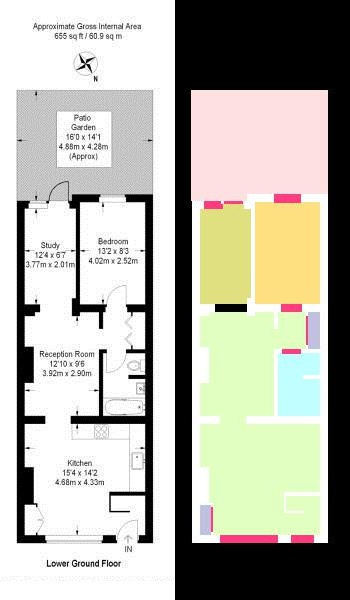 Approximate Gross Internal Area
655 sq ft / 60.9 sq m
N
Patio
Garden
16'0 x 14'1
4.88m x 4.28m
(Approx)
Study
12'4 x 6'7
3.77m x 2.01m
Bedroom
13'2 x 8'3
4.02m x 2.52m
Reception Room
12'10 x 9'6
3.92m x 2.90m
Kitchen
15'4 x 14'2
4.68m x 4.33m
IN
Lower Ground Floor